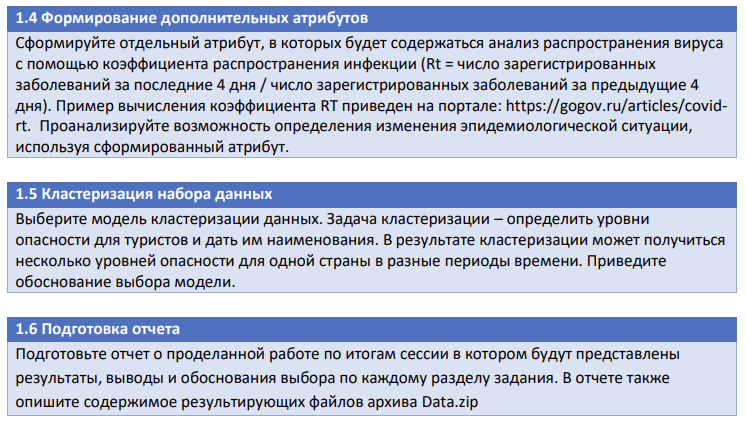 1.4 Формирование дополнительных атрибутов
Сформируйте отдельный атрибут, в которых будет содержаться анализ распространения вируса
с помощью коэффициента распространения инфекции (Rt = число зарегистрированных
заболеваний за последние 4 дня / число зарегистрированных заболеваний за предыдущие 4
дня). Пример вычисления коэффициента RT приведен на портале: https://gogov.ru/articles/covid-
rt.  Проанализируйте возможность определения изменения эпидемиологической ситуации,
используя сформированный атрибут.
1.5 Кластеризация набора данных
Выберите модель кластеризации данных. Задача кластеризации – определить уровни
опасности для туристов и дать им наименования. В результате кластеризации может получиться
несколько уровней опасности для одной страны в разные периоды времени. Приведите
обоснование выбора модели.
1.6 Подготовка отчета
Подготовьте отчет о проделанной работе по итогам сессии в котором будут представлены
результаты, выводы и обоснования выбора по каждому разделу задания. В отчете также
опишите содержимое результирующих файлов архива Data.zip